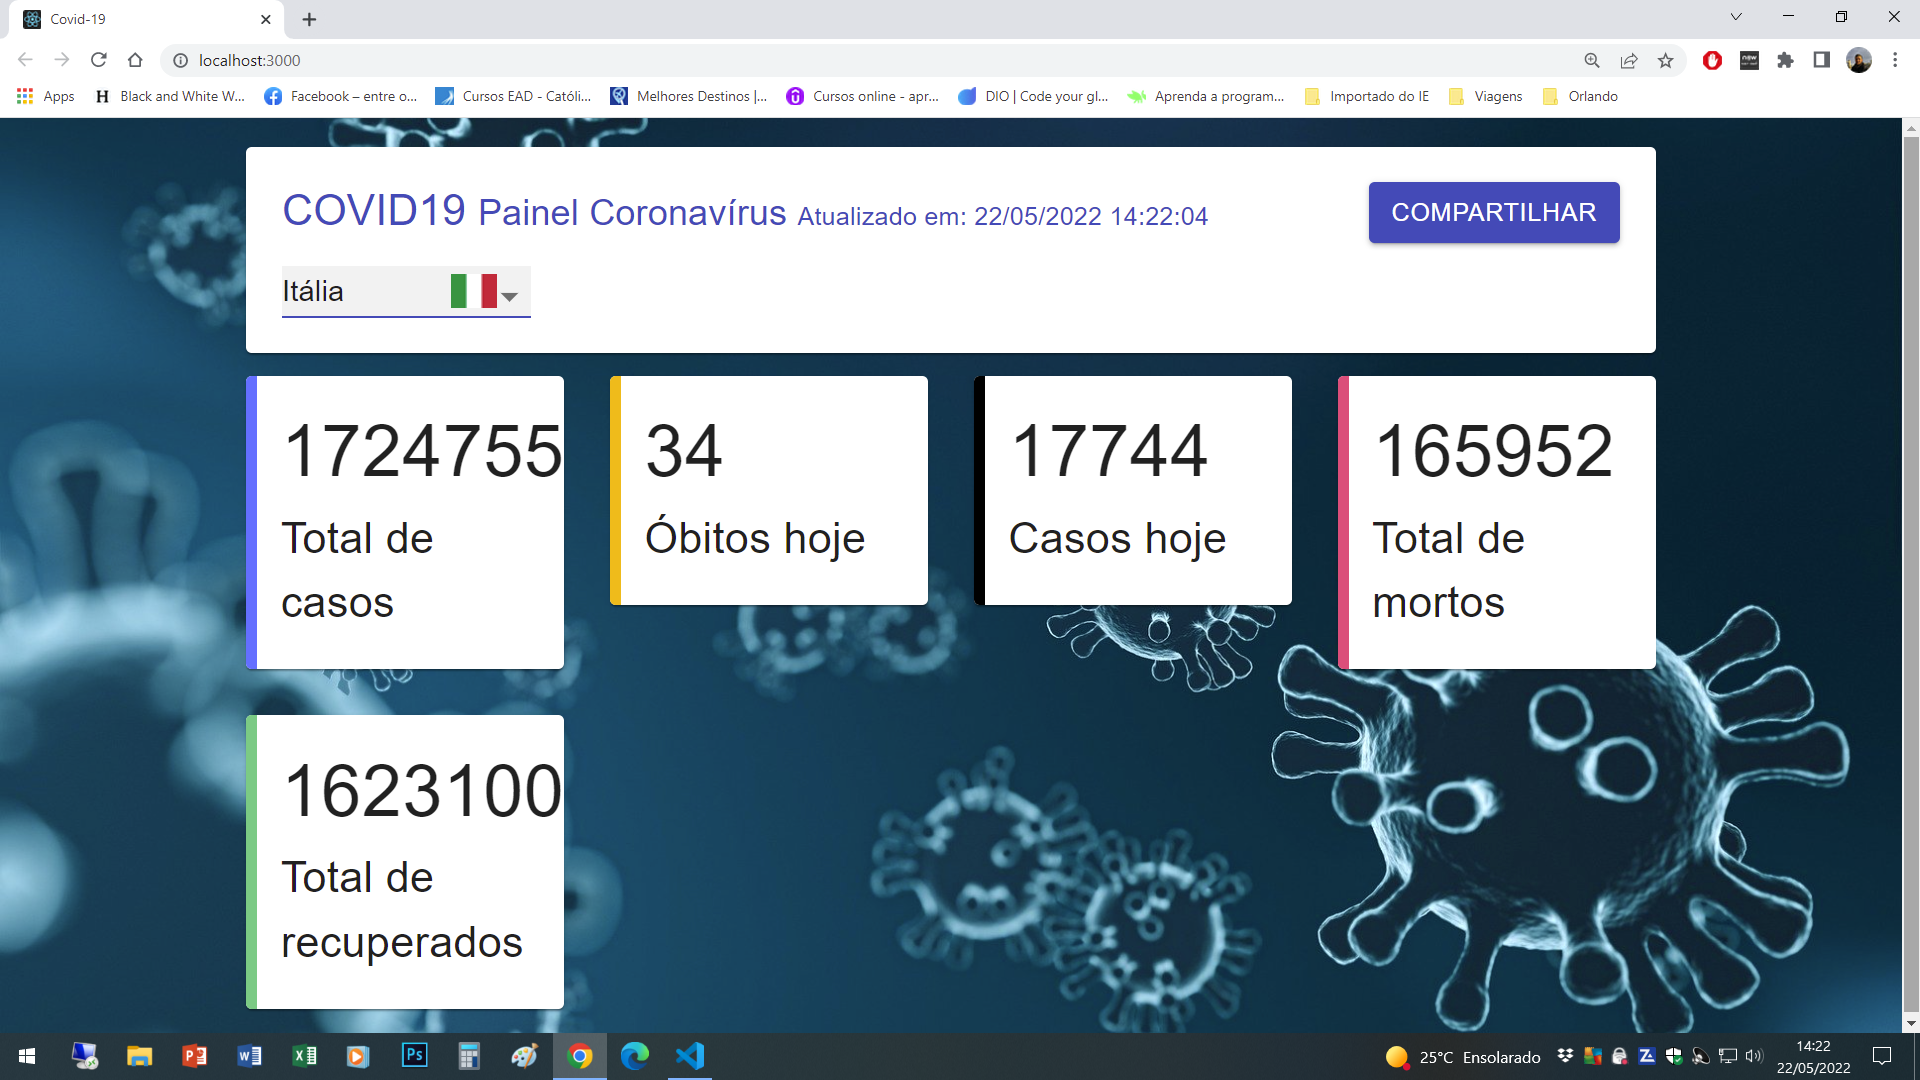 Covid-19
localhost:3000
Apps
Black and White W...
Facebook – entre o...
Cursos EAD - Católi...
Melhores Destinos |...
Cursos online - apr...
DIO | Code your gl...
Aprenda a program...
Importado do IE
Viagens
Orlando
COVID19 Painel Coronavírus Atualizado em: 22/05/2022 14:22:04
COMPARTILHAR
Itália
1724755
Total de
casos
34
Óbitos hoje
17744
Casos hoje
165952
Total de
mortos
1623100
Total de
recuperados
25°C Ensolarado
14:22
22/05/2022